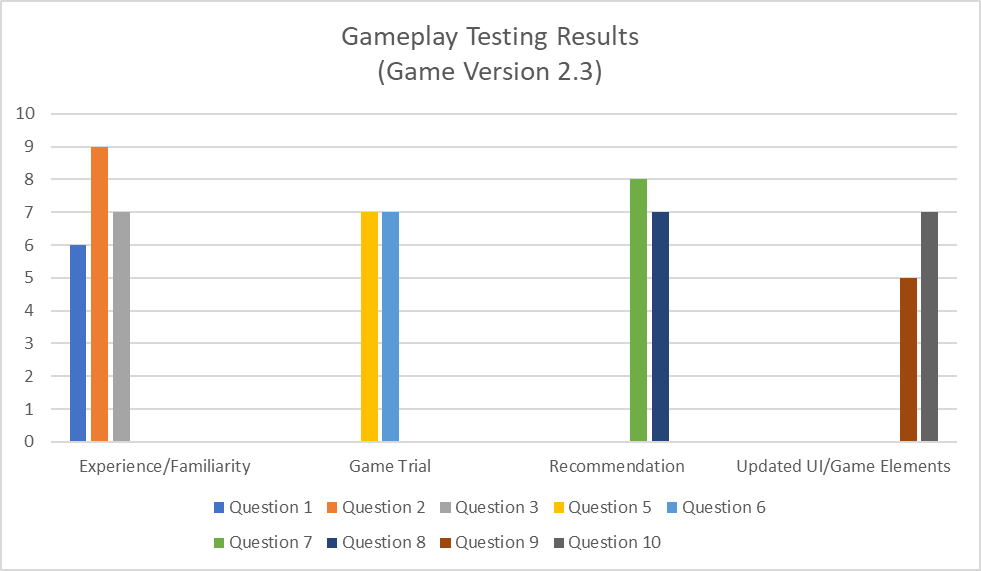 Gameplay Testing Results
(Game Version 2.3)
10
9
8
7
6
5
4
3
2
1
0
Experience/Familiarity Game Trial Recommendation Updated UI/Game Elements
Question 1 Question 2 Question 3 Question 5 Question 6
Question 7 Question 8 Question 9 Question 10